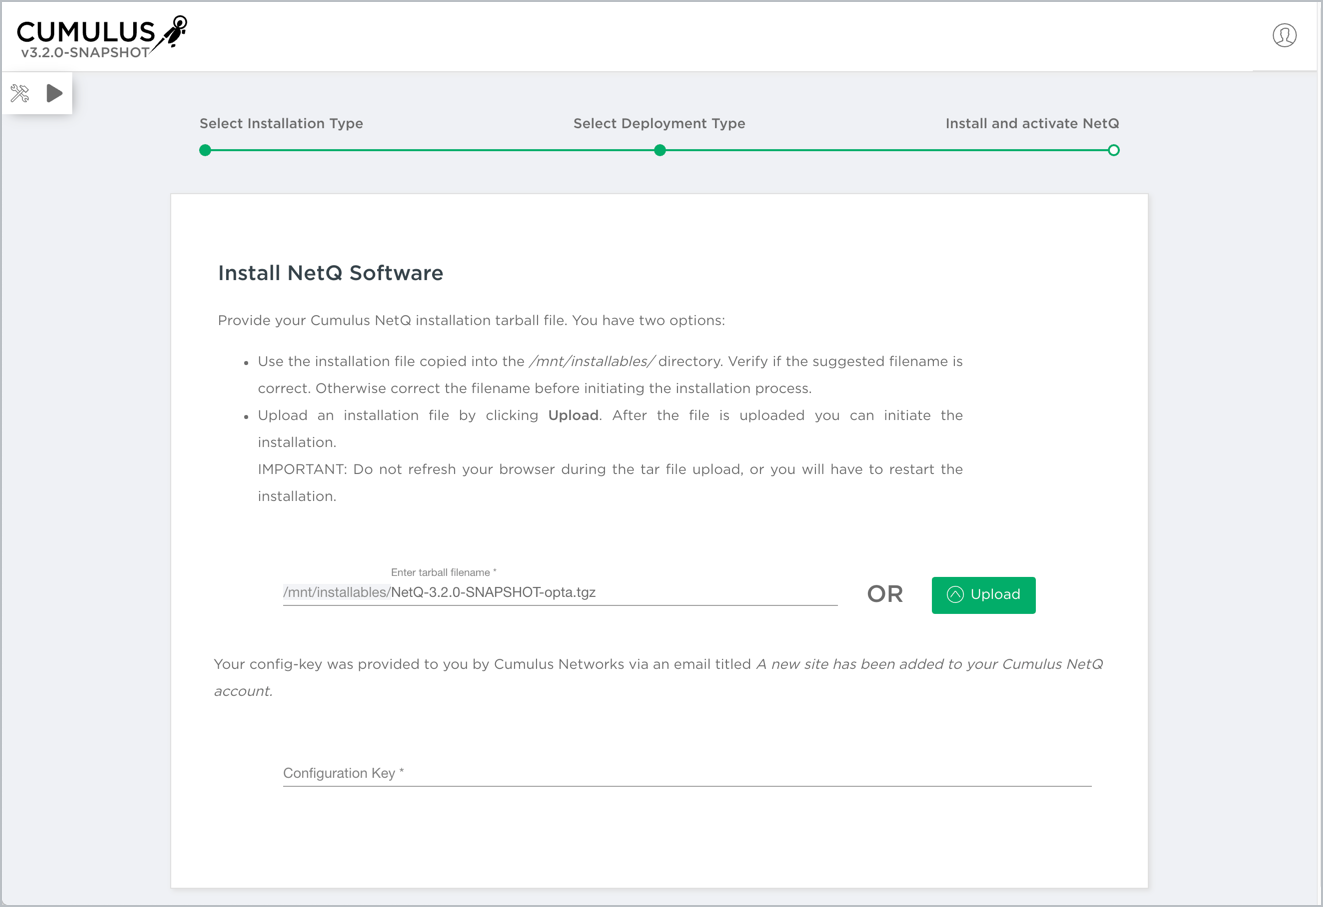 CUMULUS
v3.2.0-SNAPSHOT
Select Installation Type
Select Deployment Type
Install and activate NetQ
Install NetQ Software
Provide your Cumulus NetQ installation tarball file. You have two options:
• Use the installation file copied into the /mnt/installables/ directory. Verify if the suggested filename is
correct. Otherwise correct the filename before initiating the installation process.
• Upload an installation file by clicking Upload. After the file is uploaded you can initiate the
installation.
IMPORTANT: Do not refresh your browser during the tar file upload, or you will have to restart the
installation.
Enter tarball filename *
/mnt/installables/NetQ-3.2.0-SNAPSHOT-opta.tgz
OR
Upload
Your config-key was provided to you by Cumulus Networks via an email titled A new site has been added to your Cumulus NetQ
account.
Configuration Key *